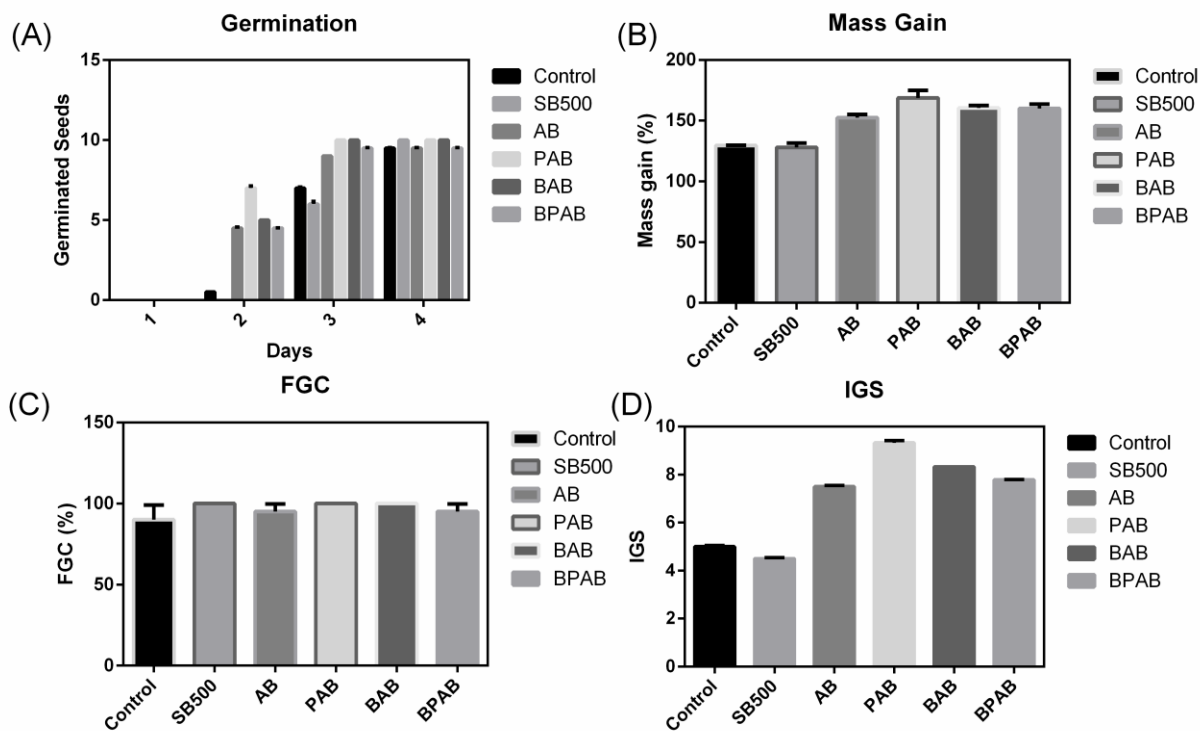 (A)
Germination
15
10
5
0
Germinated Seeds
1
2
3
4
Days
Control
SB500
AB
PAB
BAB
BPAB
(B)
Mass Gain
200
150
100
50
0
Mass gain (%)
Control
SB500
AB
PAB
BAB
BPAB
Control
SB500
AB
PAB
BAB
BPAB
(C)
FGC
150
100
50
0
FGC (%)
Control
SB500
AB
PAB
BAB
BPAB
Control
SB500
AB
PAB
BAB
BPAB
(D)
IGS
10
8
6
4
2
0
IGS
Control
SB500
AB
PAB
BAB
BPAB
Control
SB500
AB
PAB
BAB
BPAB